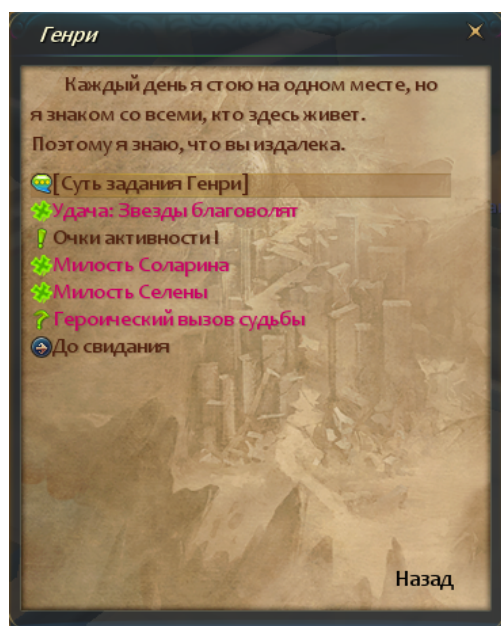 Генри
Каждый день я стою на одном месте, но
я знаком со всеми, кто здесь живет.
Поэтому я знаю, что вы издалека.
[Суть задания Генри]
Удача: Звезды благоволят
Очки активности I
Милость Соларина
Милость Селены
Героический вызов судьбы
До свидания
Назад